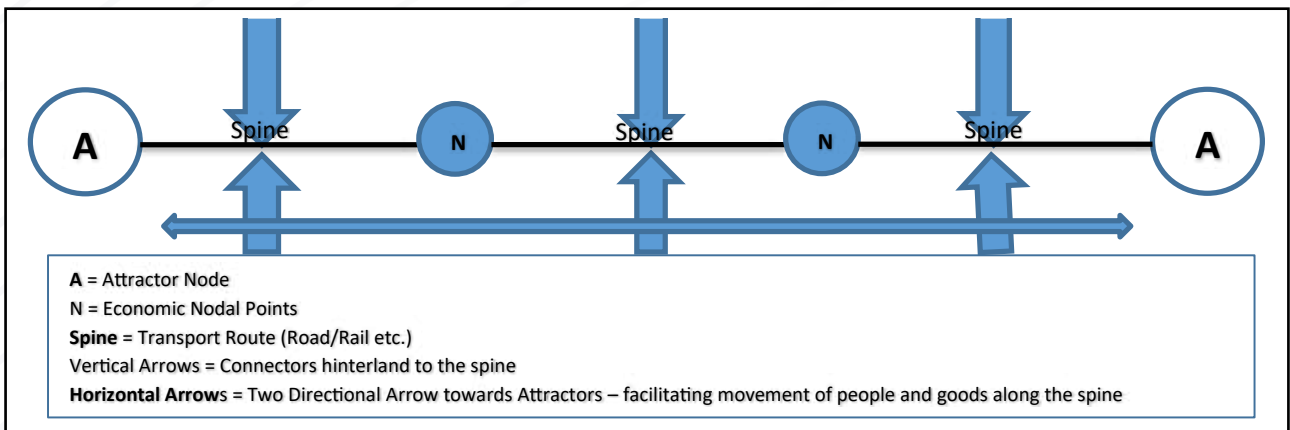 Spine
Spine
Spine
A
N
N
A
A = Attractor Node
N = Economic Nodal Points
Spine = Transport Route (Road/Rail etc.)
Vertical Arrows = Connectors hinterland to the spine
Horizontal Arrows = Two Directional Arrow towards Attractors – facilitating movement of people and goods along the spine